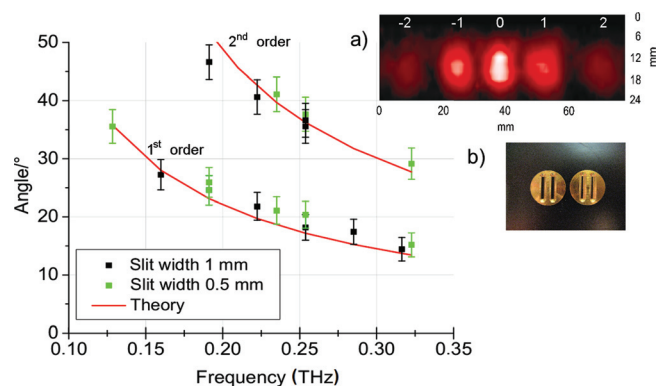 50
40
30
20
10
0
Angle/°
2nd order
1st order
Slit width 1 mm
Slit width 0.5 mm
Theory
0.10 0.15 0.20 0.25 0.30 0.35
Frequency (THz)
a)
-2 -1 0 1 2
0
6
12
18
24
mm
0 20 40 60
mm
b)